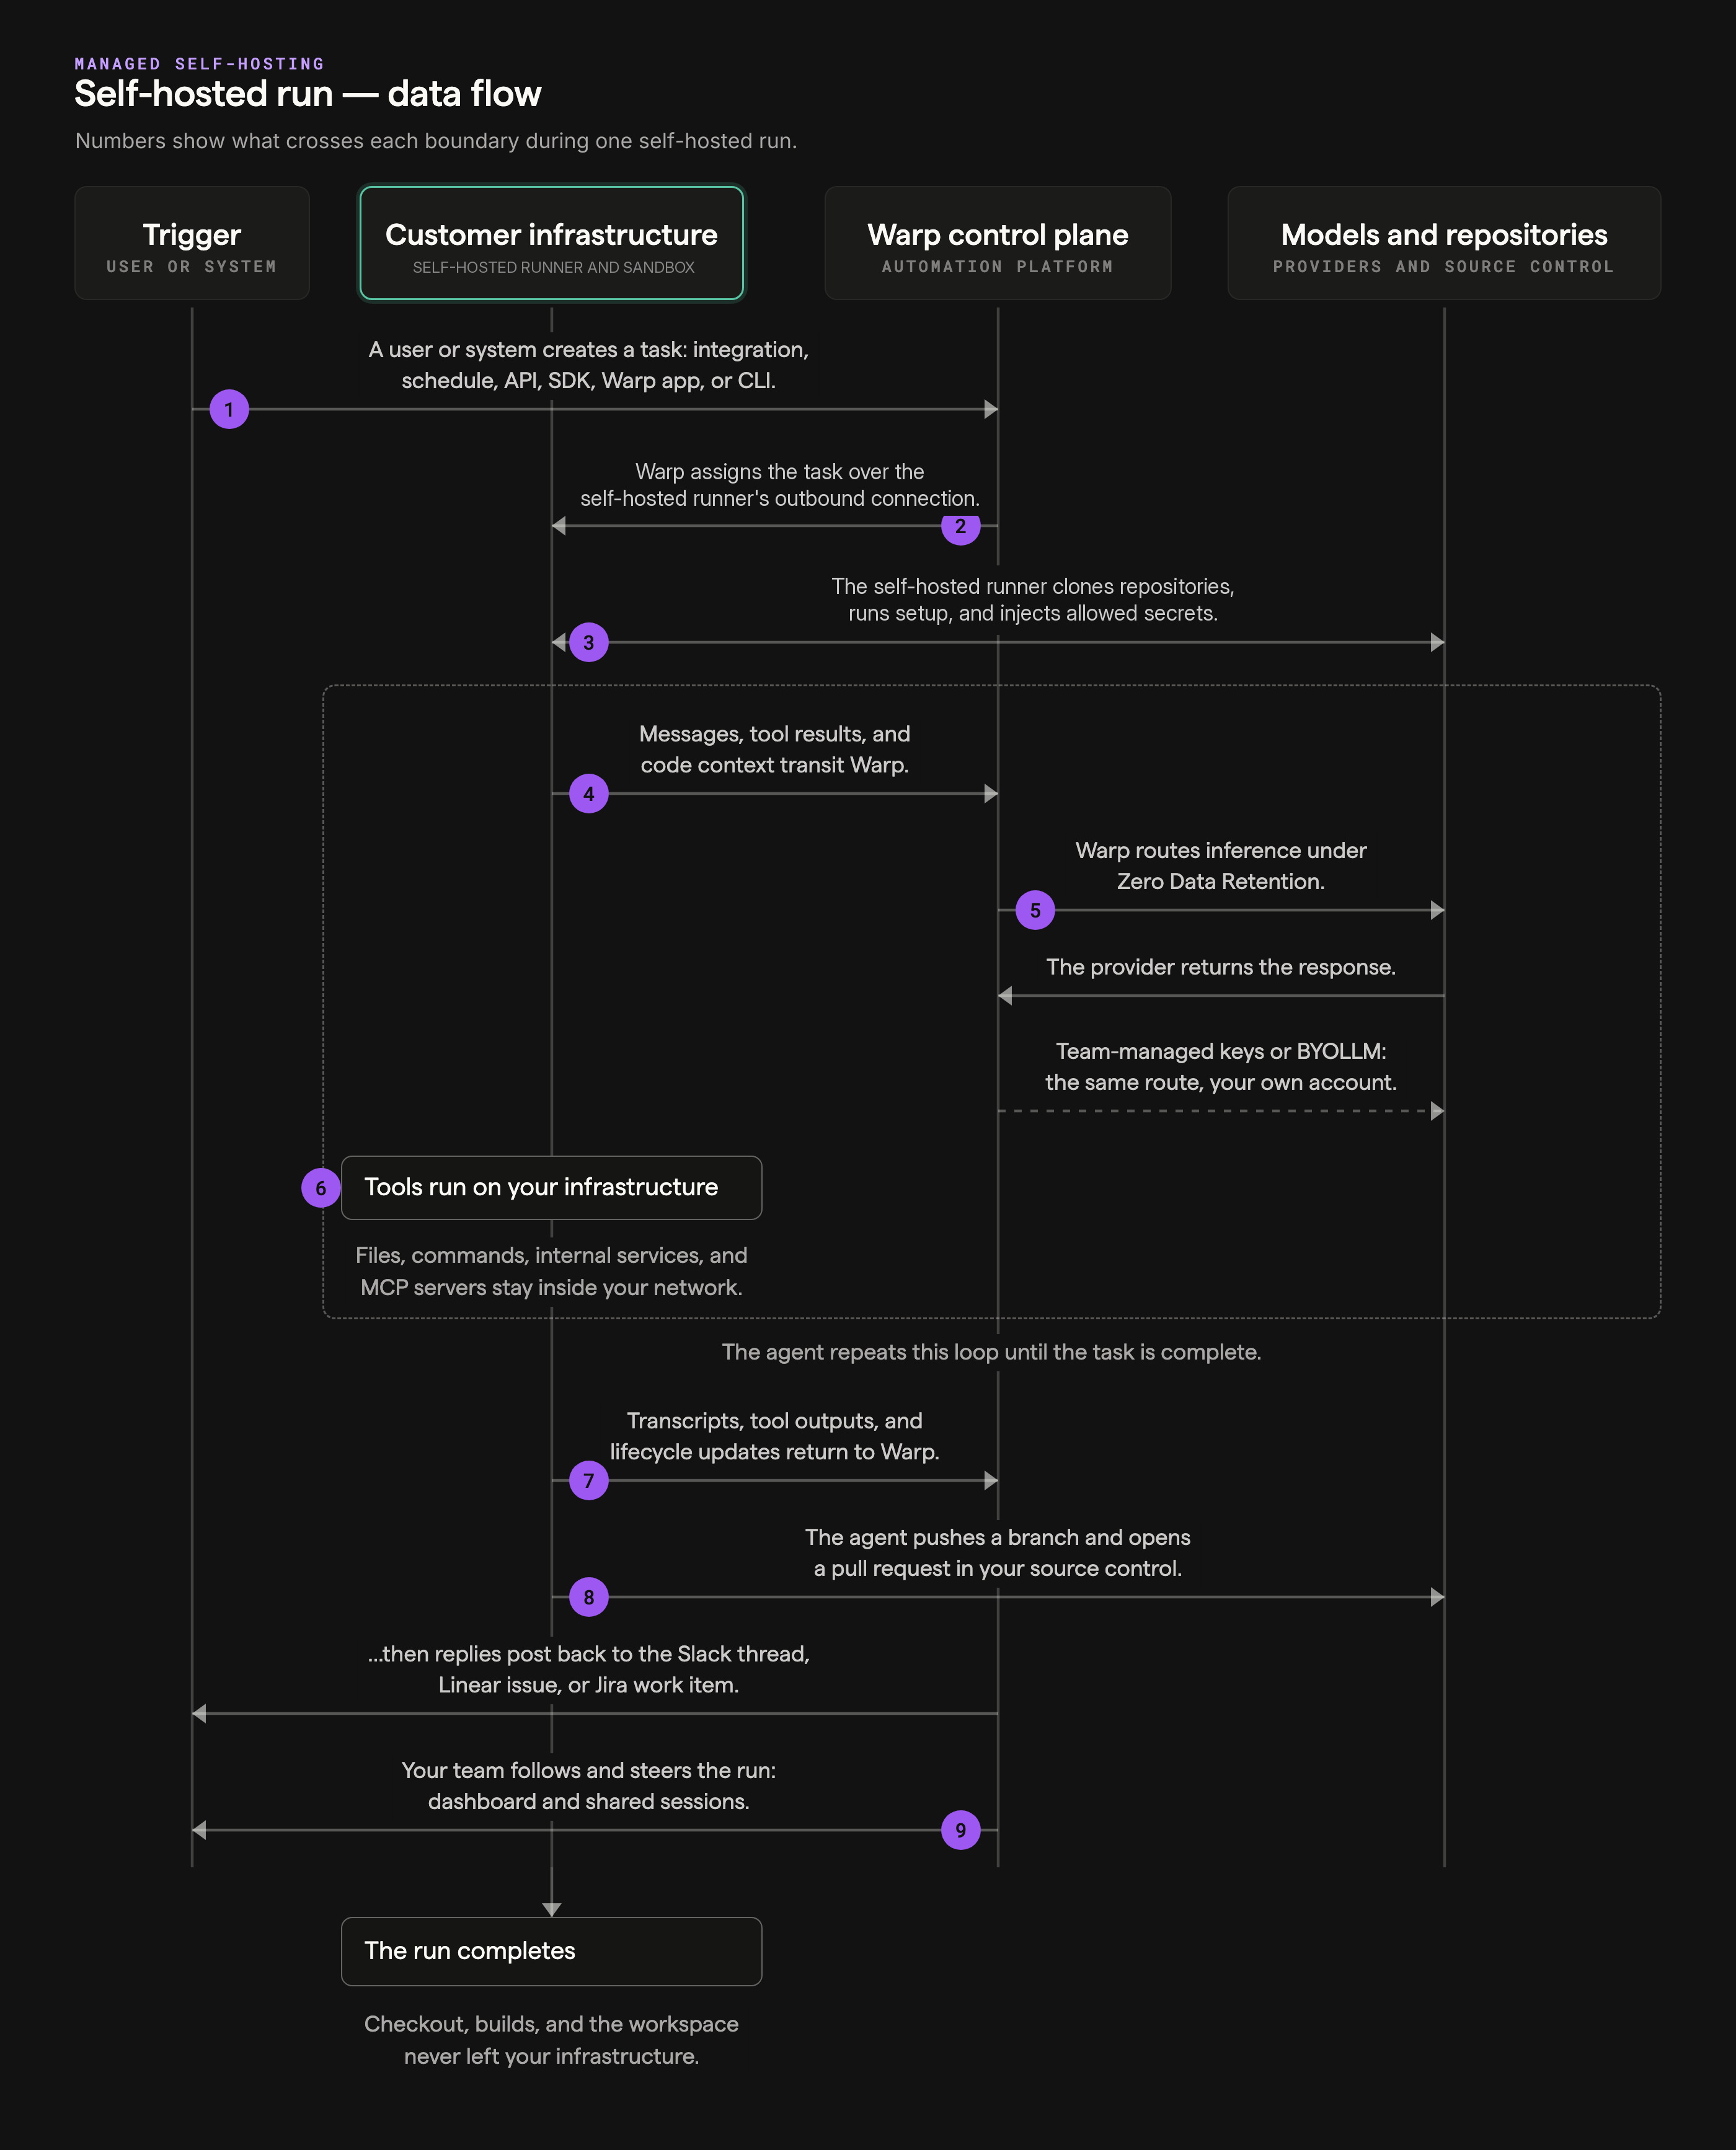 MANAGED SELF-HOSTING
Self-hosted run — data flow
Numbers show what crosses each boundary during one self-hosted run.
Trigger
USER OR SYSTEM
Customer infrastructure
SELF-HOSTED RUNNER AND SANDBOX
Warp control plane
AUTOMATION PLATFORM
Models and repositories
PROVIDERS AND SOURCE CONTROL
A user or system creates a task: integration,
schedule, API, SDK, Warp app, or CLI.
1
Warp assigns the task over the
self-hosted runner's outbound connection.
2
The self-hosted runner clones repositories,
runs setup, and injects allowed secrets.
3
Messages, tool results, and
code context transit Warp.
4
Warp routes inference under
Zero Data Retention.
5
The provider returns the response.
Team-managed keys or BYOLLM:
the same route, your own account.
6
Tools run on your infrastructure
Files, commands, internal services, and
MCP servers stay inside your network.
The agent repeats this loop until the task is complete.
Transcripts, tool outputs, and
lifecycle updates return to Warp.
7
The agent pushes a branch and opens
a pull request in your source control.
8
...then replies post back to the Slack thread,
Linear issue, or Jira work item.
Your team follows and steers the run:
dashboard and shared sessions.
9
The run completes
Checkout, builds, and the workspace
never left your infrastructure.